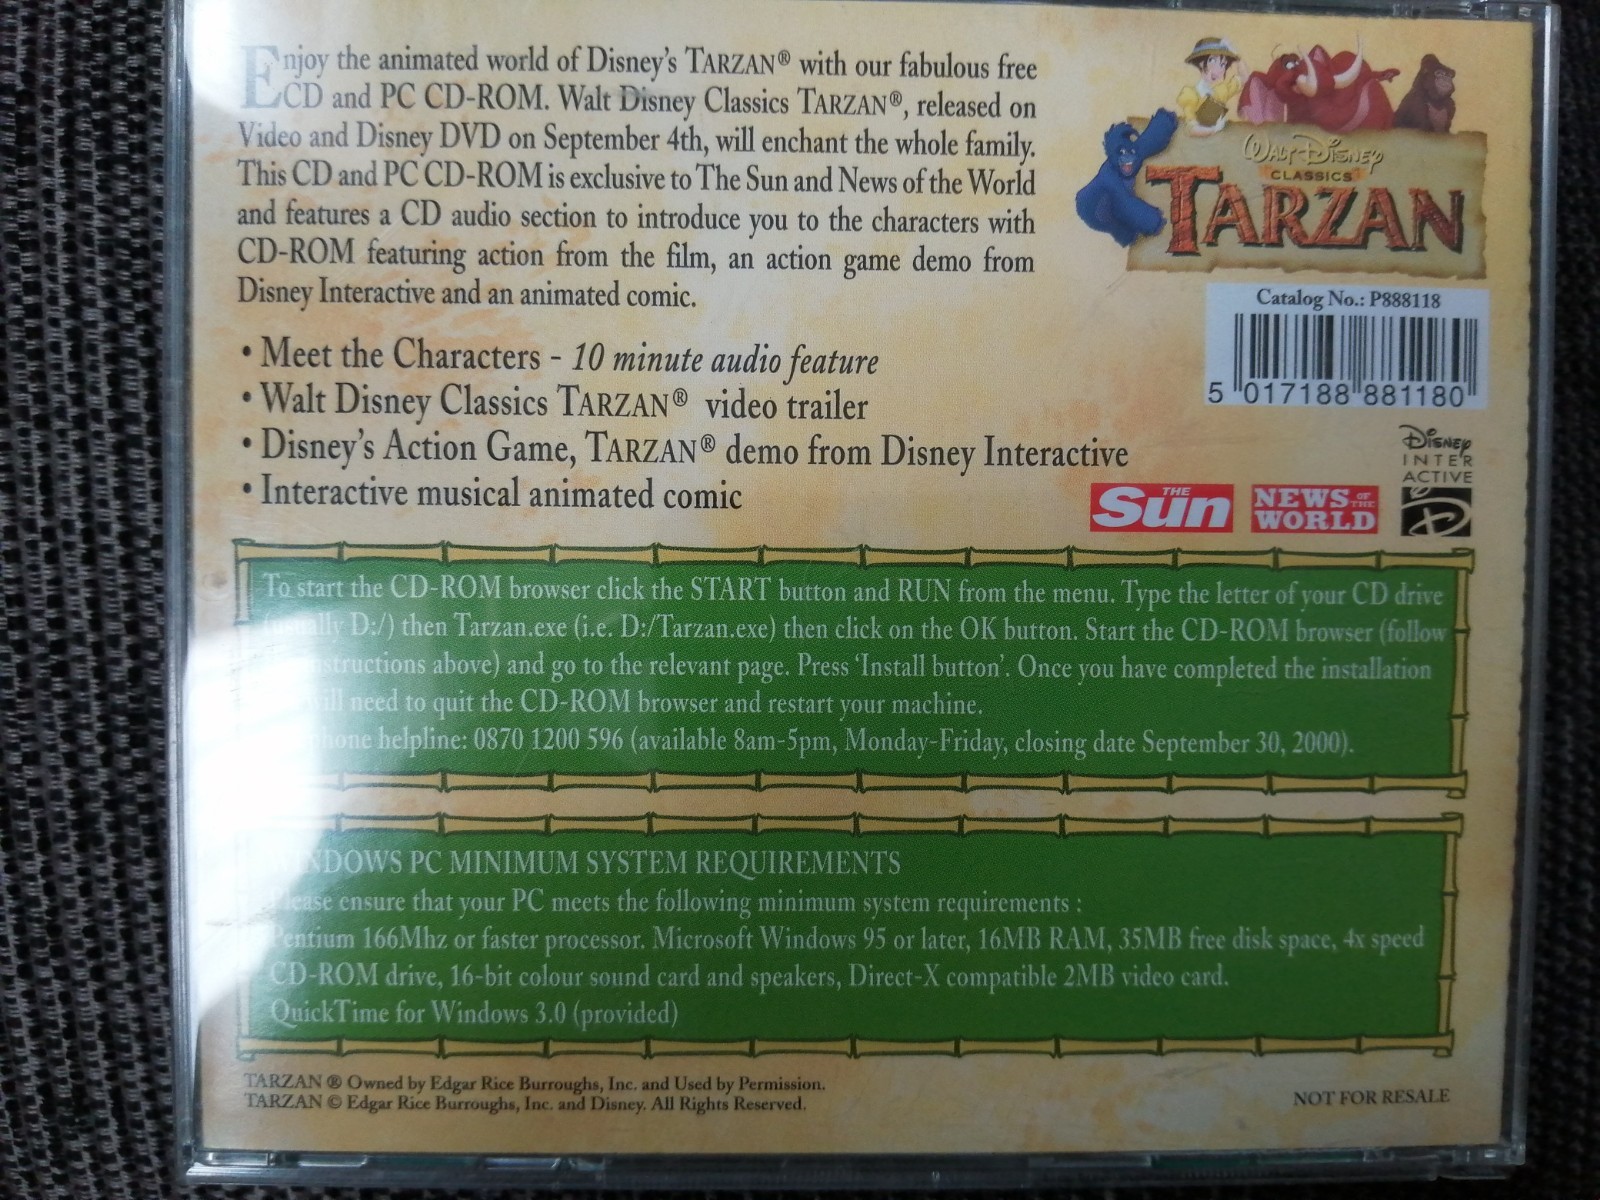 Enjoy the animated world of Disney's TARZAN® with our fabulous free
CD and PC CD-ROM. Walt Disney Classics TARZAN®, released on
Video and Disney DVD on September 4th, will enchant the whole family.
This CD and PC CD-ROM is exclusive to The Sun and News of the World
and features a CD audio section to introduce you to the characters with
CD-ROM featuring action from the film, an action game demo from
Disney Interactive and an animated comic.
• Meet the Characters - 10 minute audio feature
• Walt Disney Classics TARZAN® video trailer
• Disney's Action Game, TARZAN® demo from Disney Interactive
• Interactive musical animated comic
WALT DISNEY
CLASSICS
TARZAN
Catalog No.: P888118
5 017188 881180
THE Sun
NEWS OF THE WORLD
DISNEY
INTER
ACTIVE
D
To start the CD-ROM browser click the START button and RUN from the menu. Type the letter of your CD drive
(usually D:/) then Tarzan.exe (i.e. D:/Tarzan.exe) then click on the OK button. Start the CD-ROM browser (follow
instructions above) and go to the relevant page. Press 'Install button'. Once you have completed the installation
will need to quit the CD-ROM browser and restart your machine.
helpline: 0870 1200 596 (available 8am-5pm, Monday-Friday, closing date September 30, 2000).
WINDOWS PC MINIMUM SYSTEM REQUIREMENTS
Please ensure that your PC meets the following minimum system requirements :
Pentium 166Mhz or faster processor. Microsoft Windows 95 or later, 16MB RAM, 35MB free disk space, 4x speed
CD-ROM drive, 16-bit colour sound card and speakers, Direct-X compatible 2MB video card.
QuickTime for Windows 3.0 (provided)
TARZAN ® Owned by Edgar Rice Burroughs, Inc. and Used by Permission.
TARZAN © Edgar Rice Burroughs, Inc. and Disney. All Rights Reserved.
NOT FOR RESALE